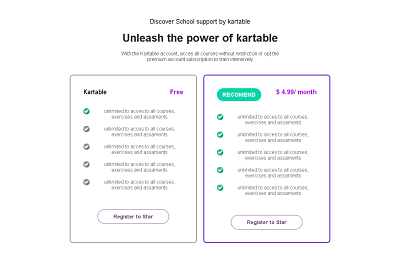 Discover School support by kartable
Unleash the power of kartable
With the Kartable account, acces all courses without restriction or opt the
premium account subscription to train intensively
Kartable
Free
unlimited to acces to all courses,
exercises and assaments
unlimited to acces to all courses,
exercises and assaments
unlimited to acces to all courses,
exercises and assaments
unlimited to acces to all courses,
exercises and assaments
unlimited to acces to all courses,
exercises and assaments
Register to Star
RECOMEND
$ 4.99/ month
unlimited to acces to all courses,
exercises and assaments
unlimited to acces to all courses,
exercises and assaments
unlimited to acces to all courses,
exercises and assaments
unlimited to acces to all courses,
exercises and assaments
unlimited to acces to all courses,
exercises and assaments
Register to Star